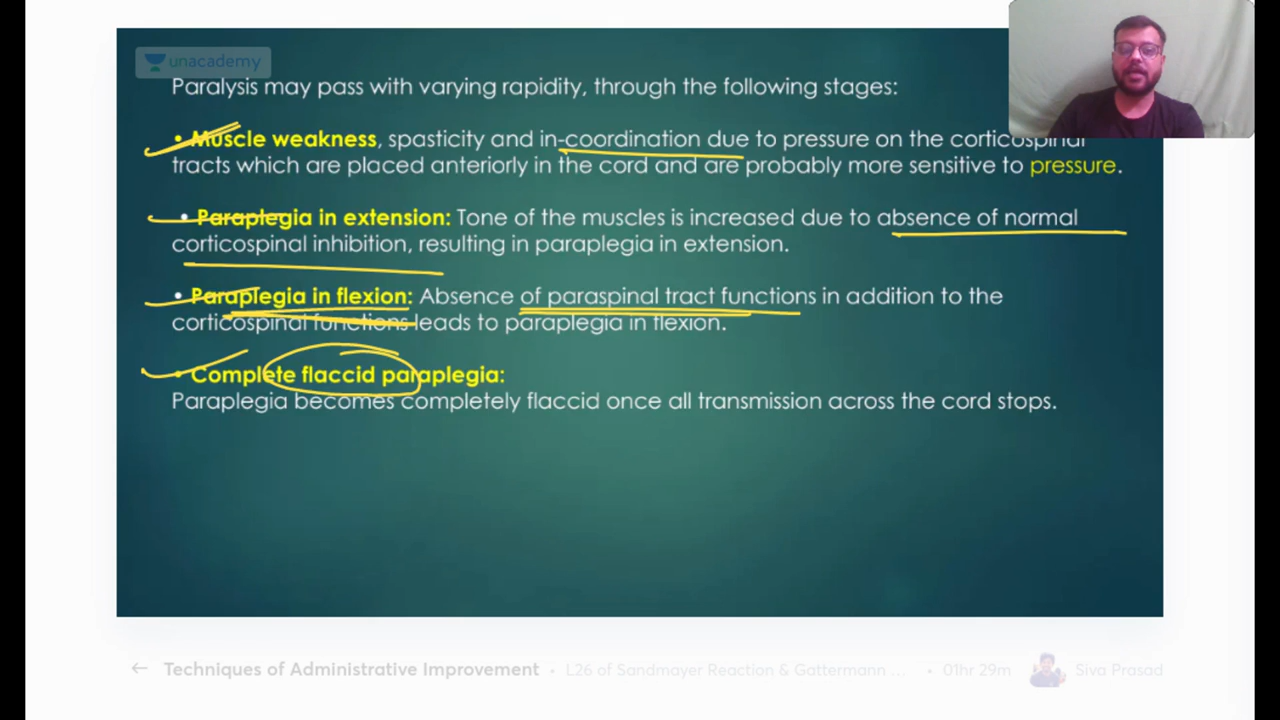 unacademy
Paralysis may pass with varying rapidity, through the following stages:
• Muscle weakness, spasticity and in-coordination due to pressure on the corticospinal
tracts which are placed anteriorly in the cord and are probably more sensitive to pressure.
• Paraplegia in extension: Tone of the muscles is increased due to absence of normal
corticospinal inhibition, resulting in paraplegia in extension.
• Paraplegia in flexion: Absence of paraspinal tract functions in addition to the
corticospinal functions leads to paraplegia in flexion.
• Complete flaccid paraplegia:
Paraplegia becomes completely flaccid once all transmission across the cord stops.
← Techniques of Administrative Improvement • L26 of Sandmayer Reaction & Gattermann ... • 01hr 29m Siva Prasad